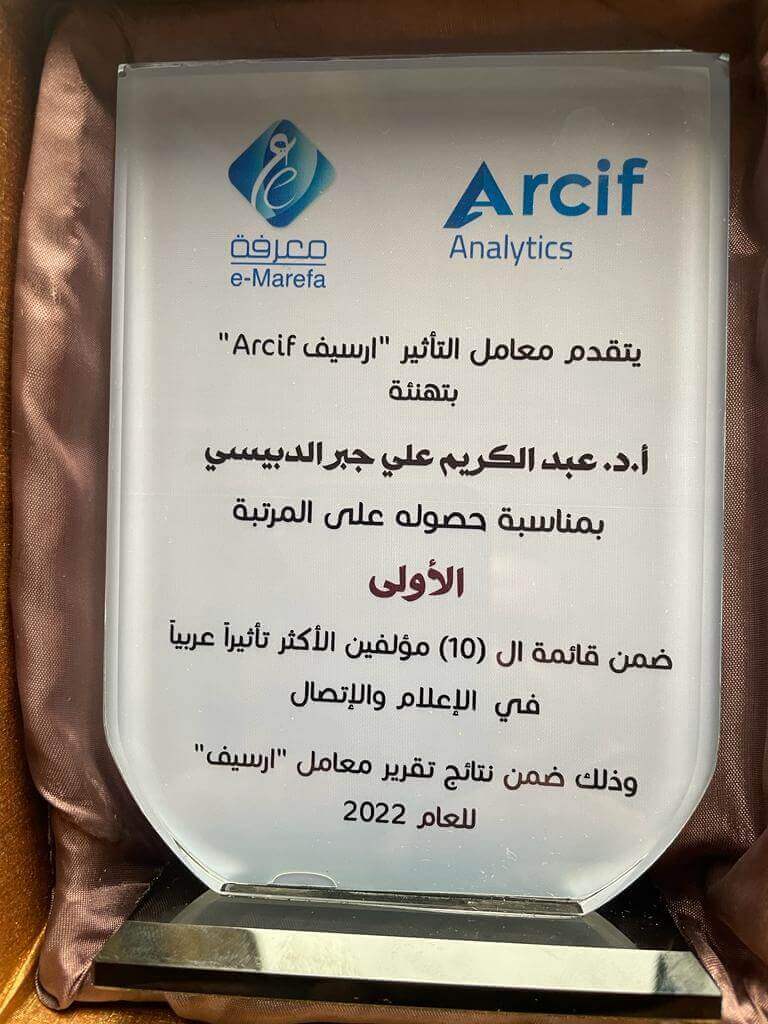 معرفة
e-Marefa
Arcif
Analytics
يتقدم معامل التأثير "ارسيف Arcif"
بتهنئة
أ.د. عبد الكريم علي جبر الدبيسي
بمناسبة حصوله على المرتبة
الأولى
ضمن قائمة ال (10) مؤلفين الأكثر تأثيراً عربياً
في الإعلام والإتصال
وذلك ضمن نتائج تقرير معامل "ارسيف"
للعام 2022